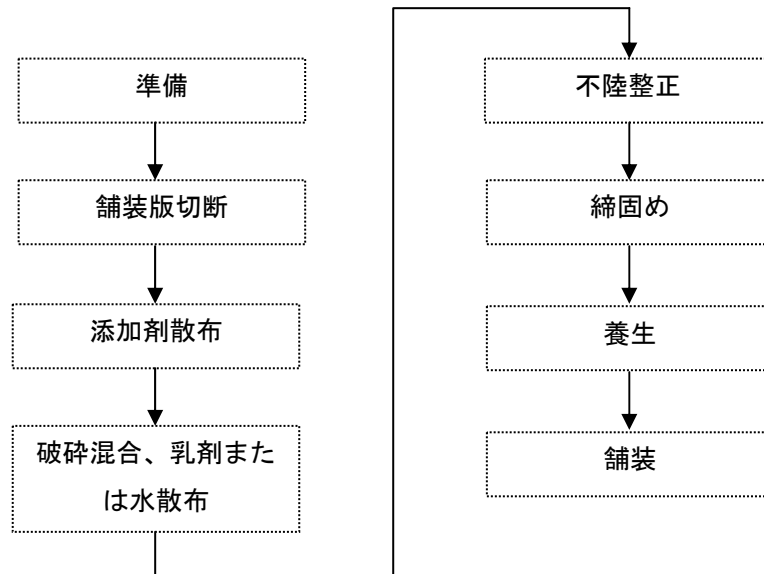 準備
舗装版切断
添加剤散布
破砕混合、乳剤また
は水散布
不陸整正
締固め
養生
舗装